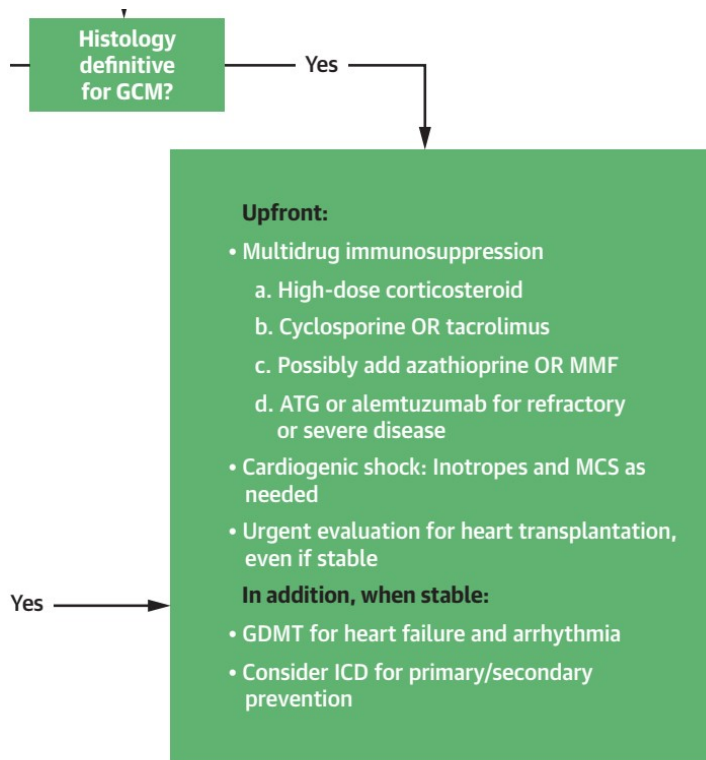 Histology
definitive
for GCM?
Yes
Upfront:
• Multidrug immunosuppression
a. High-dose corticosteroid
b. Cyclosporine OR tacrolimus
c. Possibly add azathioprine OR MMF
d. ATG or alemtuzumab for refractory
or severe disease
• Cardiogenic shock: Inotropes and MCS as
needed
• Urgent evaluation for heart transplantation,
even if stable
Yes
In addition, when stable:
• GDMT for heart failure and arrhythmia
• Consider ICD for primary/secondary
prevention